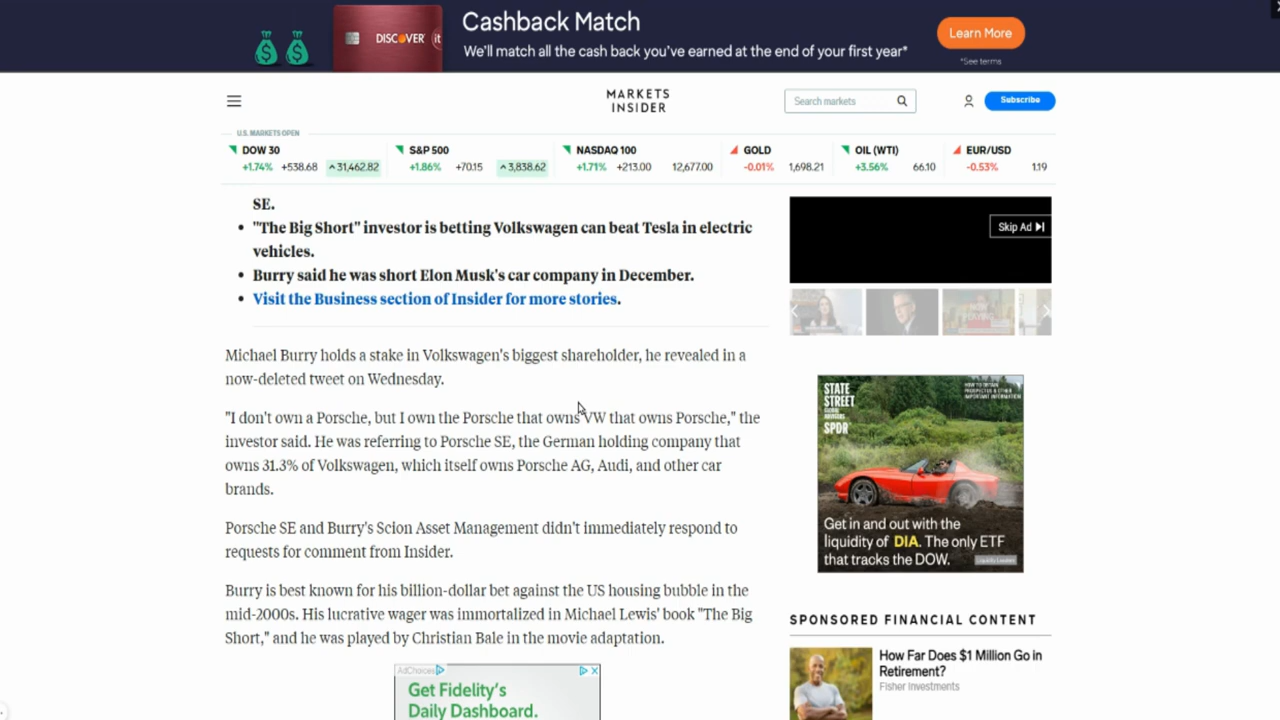 DISCOVER it
Cashback Match
We'll match all the cash back you've earned at the end of your first year*
Learn More
*See terms
MARKETS
INSIDER
Search markets
Subscribe
U.S. MARKETS OPEN
DOW 30
+1.74% +538.68 31,462.82
S&P 500
+1.86% +70.15 3,838.62
NASDAQ 100
+1.71% +213.00 12,677.00
GOLD
-0.01% 1,698.21
OIL (WTI)
+3.56% 66.10
EUR/USD
-0.53% 1.19
SE.
• "The Big Short" investor is betting Volkswagen can beat Tesla in electric
vehicles.
• Burry said he was short Elon Musk's car company in December.
• Visit the Business section of Insider for more stories.
Michael Burry holds a stake in Volkswagen's biggest shareholder, he revealed in a
now-deleted tweet on Wednesday.
"I don't own a Porsche, but I own the Porsche that owns VW that owns Porsche," the
investor said. He was referring to Porsche SE, the German holding company that
owns 31.3% of Volkswagen, which itself owns Porsche AG, Audi, and other car
brands.
Porsche SE and Burry's Scion Asset Management didn't immediately respond to
requests for comment from Insider.
Burry is best known for his billion-dollar bet against the US housing bubble in the
mid-2000s. His lucrative wager was immortalized in Michael Lewis' book "The Big
Short," and he was played by Christian Bale in the movie adaptation.
AdChoices
Get Fidelity's
Daily Dashboard.
Skip Ad
NOW
PLAYING
STATE
STREET
GLOBAL
ADVISORS
SPDR
HOW TO OBTAIN
PROSPECTUS & OTHER
IMPORTANT INFORMATION
Get in and out with the
liquidity of DIA. The only ETF
that tracks the DOW.
SPONSORED FINANCIAL CONTENT
How Far Does $1 Million Go in
Retirement?
Fisher Investments